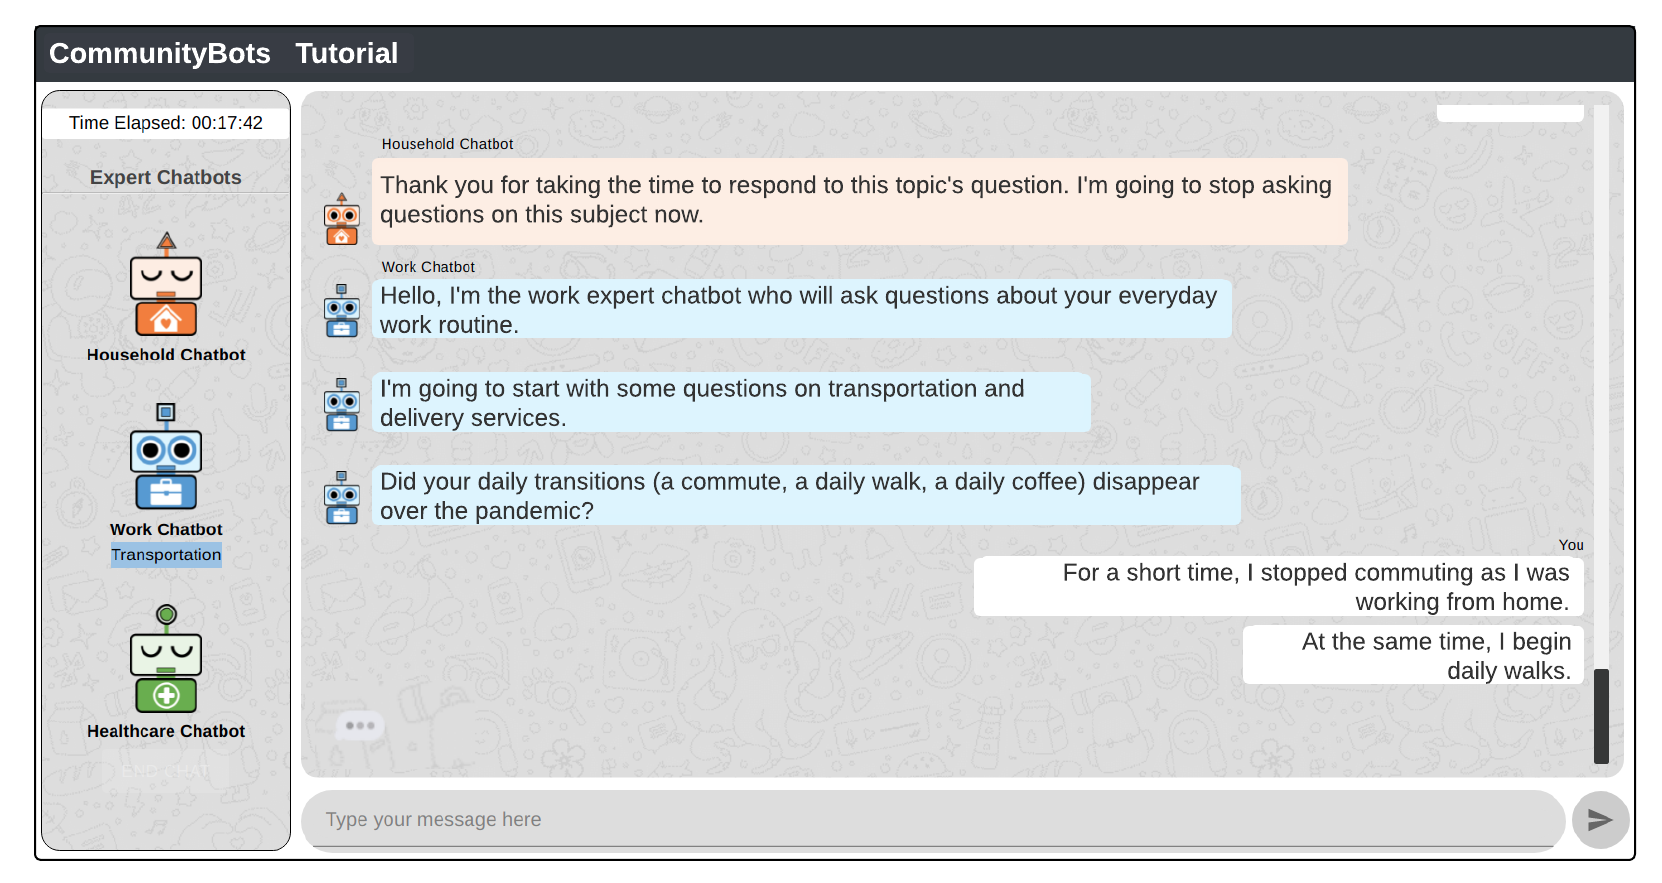 CommunityBots Tutorial
Time Elapsed: 00:17:42
Expert Chatbots
Household Chatbot
Work Chatbot
Transportation
Healthcare Chatbot
END CHAT
Household Chatbot
Thank you for taking the time to respond to this topic's question. I'm going to stop asking
questions on this subject now.
Work Chatbot
Hello, I'm the work expert chatbot who will ask questions about your everyday
work routine.
I'm going to start with some questions on transportation and
delivery services.
Did your daily transitions (a commute, a daily walk, a daily coffee) disappear
over the pandemic?
You
For a short time, I stopped commuting as I was
working from home.
At the same time, I begin
daily walks.
Type your message here